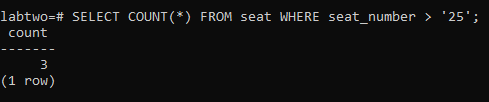 labtwo=# SELECT COUNT(*) FROM seat WHERE seat_number > '25';
 count
-------
     3
(1 row)